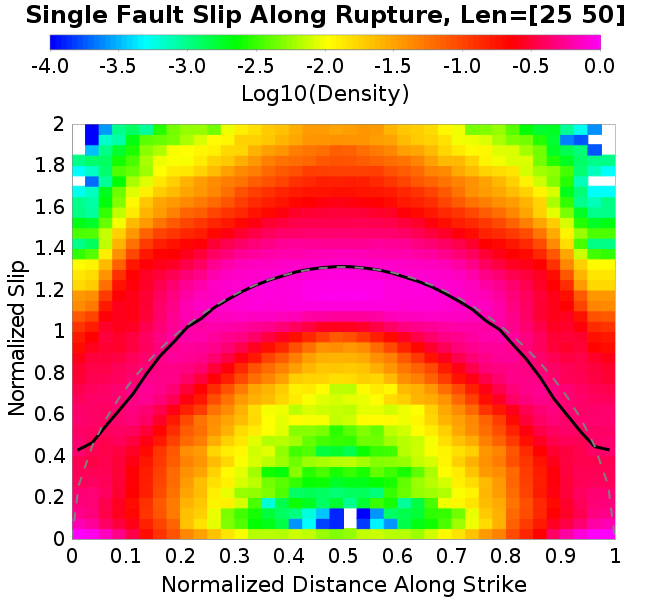 Single Fault Slip Along Rupture, Len=[25 50]
-4.0 -3.5 -3.0 -2.5 -2.0 -1.5 -1.0 -0.5 0.0
Log10(Density)
2
1.8
1.6
1.4
1.2
1
0.8
0.6
0.4
0.2
0
Normalized Slip
0 0.1 0.2 0.3 0.4 0.5 0.6 0.7 0.8 0.9 1
Normalized Distance Along Strike